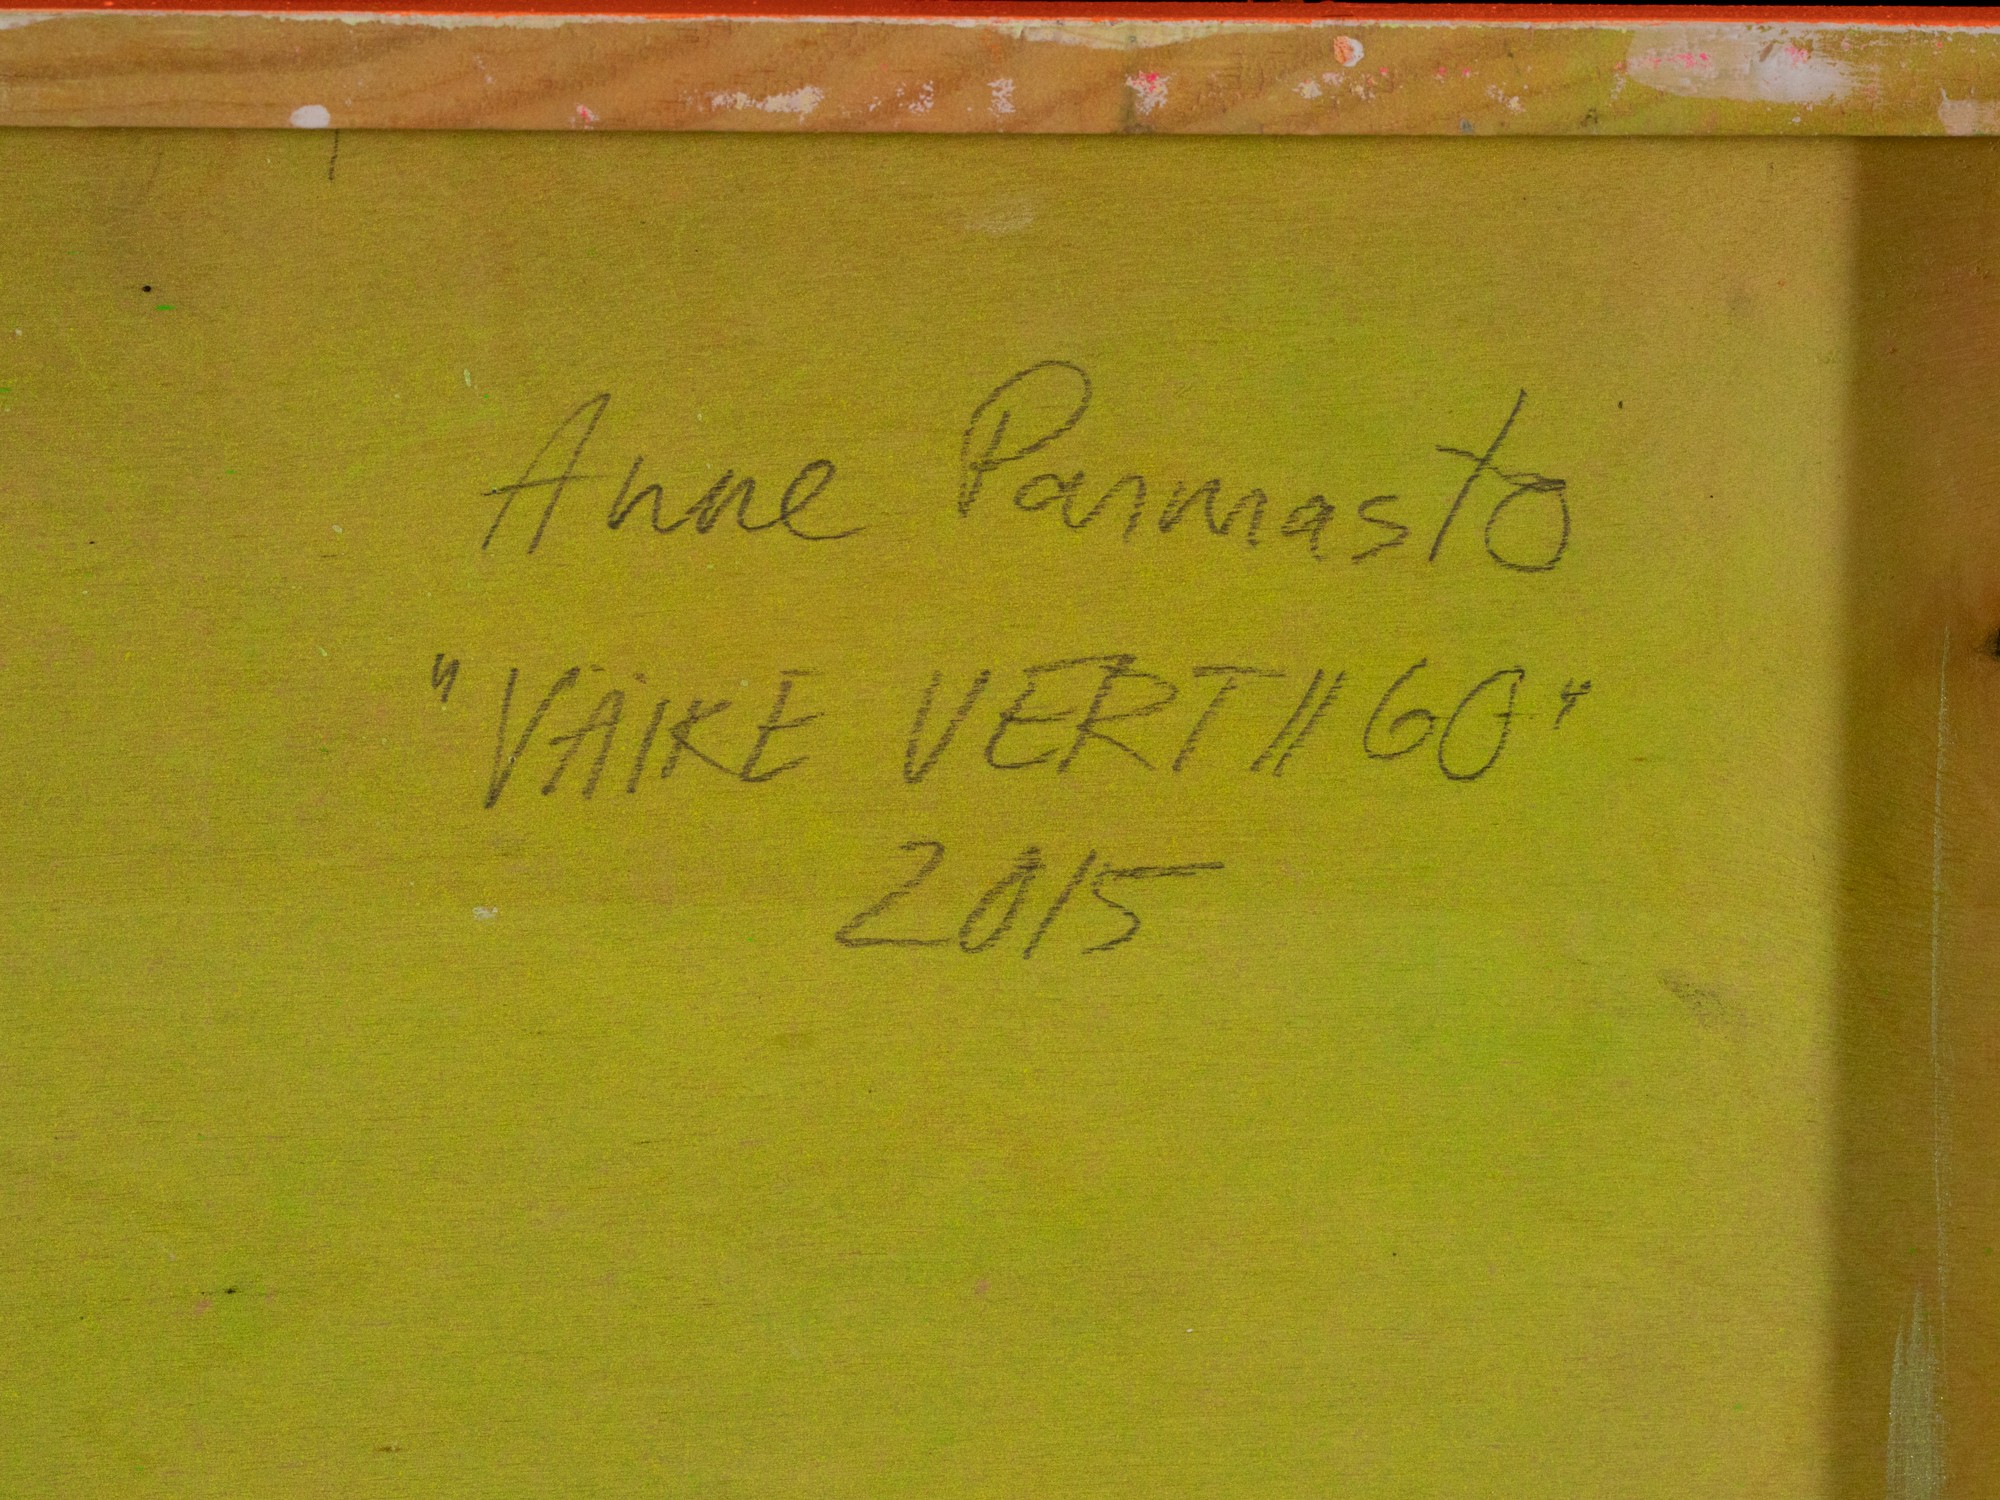 Anne Parmasto
"VÄIKE VERTIIGO"
2015